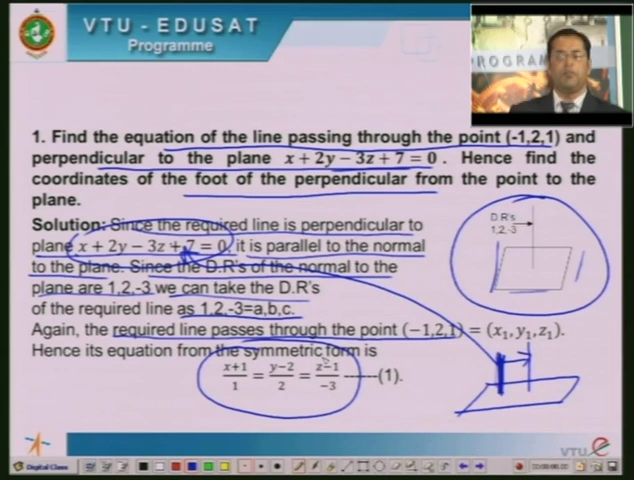 VTU - EDUSAT
Programme
PROGRAM
1. Find the equation of the line passing through the point (-1,2,1) and
perpendicular to the plane x + 2y − 3z + 7 = 0 . Hence find the
coordinates of the foot of the perpendicular from the point to the
plane.
Solution: Since the required line is perpendicular to
plane x + 2y − 3z + 7 = 0, it is parallel to the normal
to the plane. Since the D.R's of the normal to the
plane are 1,2,-3 we can take the D.R's
of the required line as 1,2,-3=a,b,c.
D.R's
1,2,-3
Again, the required line passes through the point (−1,2,1) = (x₁, y₁, z₁).
Hence its equation from the symmetric form is
x+1/1 = y−2/2 = z−1/−3 ------(1).
VTU e
Digital Class